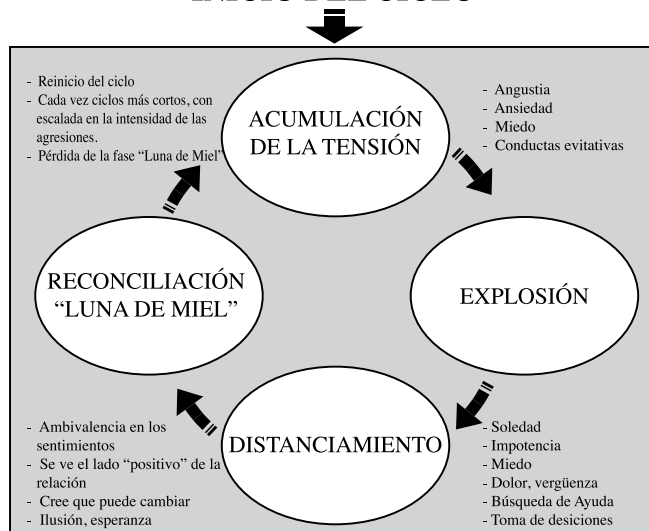 INICIO DEL CICLO
- Reinicio del ciclo
- Cada vez ciclos más cortos, con
escalada en la intensidad de las
agresiones.
- Pérdida de la fase “Luna de Miel”
ACUMULACIÓN
DE LA TENSIÓN
- Angustia
- Ansiedad
- Miedo
- Conductas evitativas
RECONCILIACIÓN
“LUNA DE MIEL”
EXPLOSIÓN
- Ambivalencia en los
sentimientos
- Se ve el lado “positivo” de la
relación
- Cree que puede cambiar
- Ilusión, esperanza
DISTANCIAMIENTO
- Soledad
- Impotencia
- Miedo
- Dolor, vergüenza
- Búsqueda de Ayuda
- Toma de desiciones